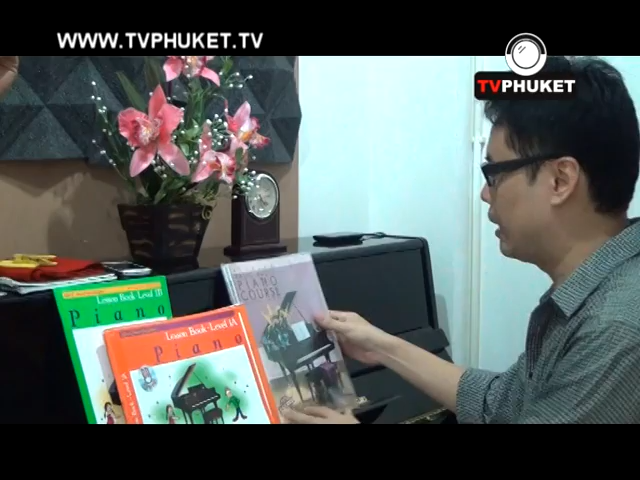 WWW.TVPHUKET.TV
TVPHUKET
Lesson Book · Level 1B
Piano
Lesson Book · Level 1A
Piano
PIANO
COURSE